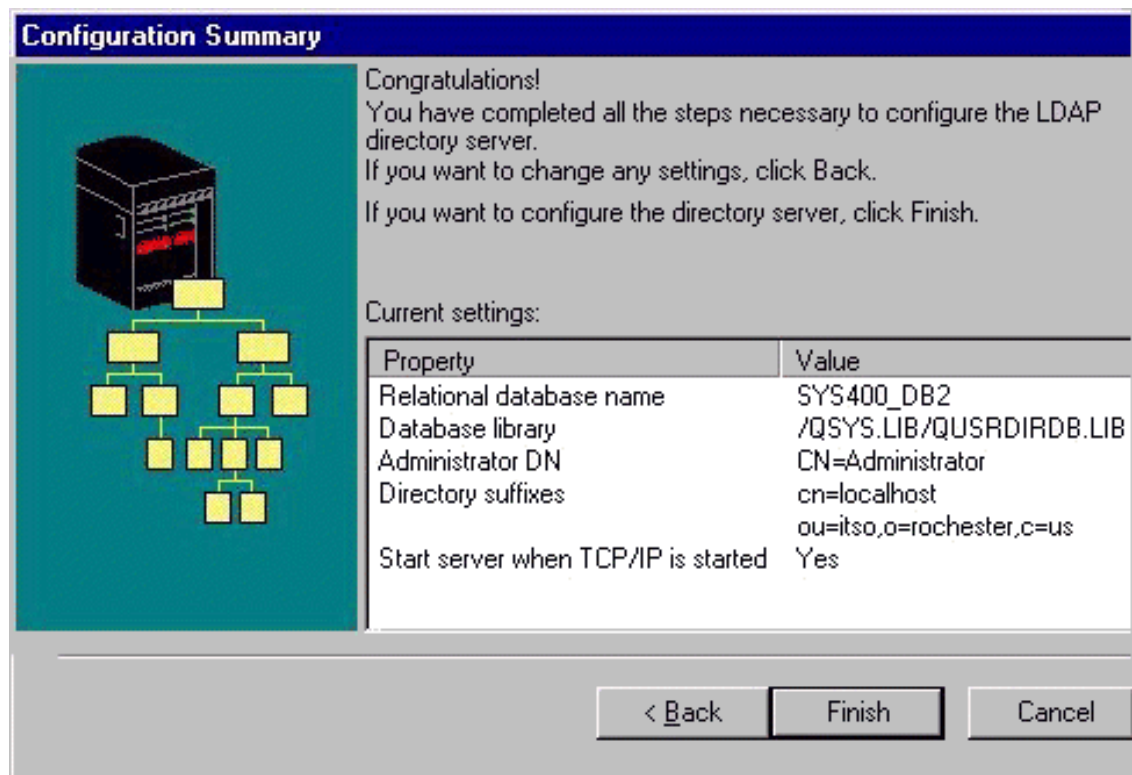 Configuration Summary
Congratulations!
You have completed all the steps necessary to configure the LDAP
directory server.
If you want to change any settings, click Back.
If you want to configure the directory server, click Finish.
Current settings:
Property Value
Relational database name SYS400_DB2
Database library /QSYS.LIB/QUSRDIRDB.LIB
Administrator DN CN=Administrator
Directory suffixes cn=localhost
ou=itso,o=rochester,c=us
Start server when TCP/IP is started Yes
< Back Finish Cancel